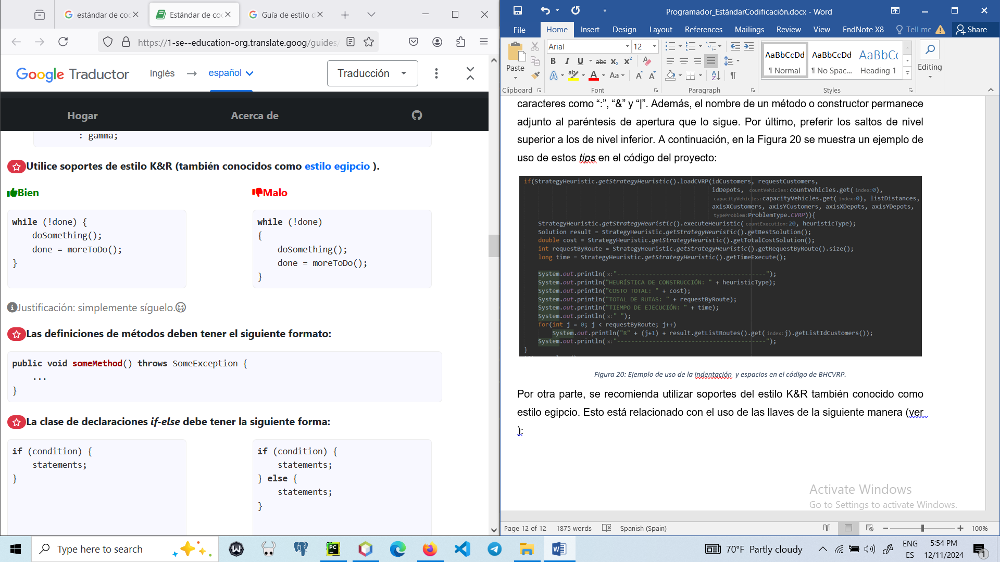 estándar de coc
Estándar de coc
Guía de estilo d
https://1-se--education-org.translate.goog/guides/
Google Traductor
inglés → español
Traducción
Hogar
Acerca de
: gamma;
Utilice soportes de estilo K&R (también conocidos como estilo egipcio ).
Bien
Malo
while (!done) {
doSomething();
done = moreToDo();
}
while (!done)
{
doSomething();
done = moreToDo();
}
Justificación: simplemente síguelo.
Las definiciones de métodos deben tener el siguiente formato:
public void someMethod() throws SomeException {
...
}
La clase de declaraciones if-else debe tener la siguiente forma:
if (condition) {
statements;
}
if (condition) {
statements;
} else {
statements;
}
Programador_EstándarCodificación.docx - Word
File Home Insert Design Layout References Mailings Review View EndNote X8 Tell me Share
Paste
Clipboard
Arial 12
Font
Paragraph
AaBbCcDd AaBbCcDd AaBbCc
¶ Normal ¶ No Spac... Heading 1
Styles
Editing
caracteres como “:”, “&” y “|”. Además, el nombre de un método o constructor permanece
adjunto al paréntesis de apertura que lo sigue. Por último, preferir los saltos de nivel
superior a los de nivel inferior. A continuación, en la Figura 20 se muestra un ejemplo de
uso de estos tips en el código del proyecto:
if(StrategyHeuristic.getStrategyHeuristic().loadCVRP(idCustomers, requestCustomers,
idDepots, countVehicles:countVehicles.get( index:0),
capacityVehicles:capacityVehicles.get( index:0), listDistances,
axisXCustomers, axisYCustomers, axisXDepots, axisYDepots,
typeProblem:ProblemType.CVRP)){
StrategyHeuristic.getStrategyHeuristic().executeHeuristic( countExecution:20, heuristicType);
Solution result = StrategyHeuristic.getStrategyHeuristic().getBestSolution();
double cost = StrategyHeuristic.getStrategyHeuristic().getTotalCostSolution();
int requestByRoute = StrategyHeuristic.getStrategyHeuristic().getRequestByRoute().size();
long time = StrategyHeuristic.getStrategyHeuristic().getTimeExecute();
System.out.println( x:"------------------------------------------");
System.out.println("HEURÍSTICA DE CONSTRUCCIÓN: " + heuristicType);
System.out.println("COSTO TOTAL: " + cost);
System.out.println("TOTAL DE RUTAS: " + requestByRoute);
System.out.println("TIEMPO DE EJECUCIÓN: " + time);
System.out.println( x:" ");
for(int j = 0; j < requestByRoute; j++)
System.out.println("R" + (j+1) + result.getListRoutes().get( index:j).getListIdCustomers());
System.out.println( x:"------------------------------------------");
}
Figura 20: Ejemplo de uso de la indentación y espacios en el código de BHCVRP.
Por otra parte, se recomienda utilizar soportes del estilo K&R también conocido como
estilo egipcio. Esto está relacionado con el uso de las llaves de la siguiente manera (ver
):
Activate Windows
Go to Settings to activate Windows.
Page 12 of 12 1875 words Spanish (Spain) 100%
Type here to search
70°F Partly cloudy
ENG
ES
5:54 PM
12/11/2024
1